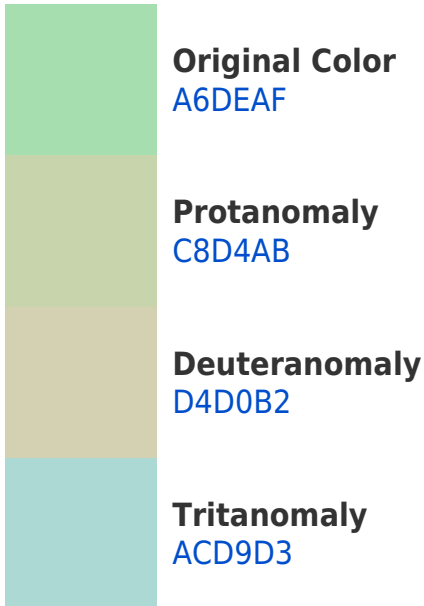 Original Color
A6DEAF
Protanomaly
C8D4AB
Deuteranomaly
D4D0B2
Tritanomaly
ACD9D3